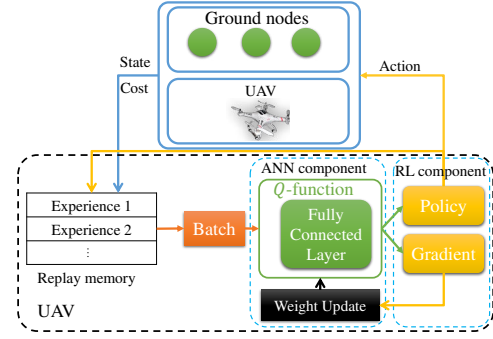 Ground nodes
State
Cost
Action
UAV
ANN component
RL component
Q-function
Experience 1
Experience 2
⋮
Batch
Fully
Connected
Layer
Policy
Gradient
Replay memory
Weight Update
UAV